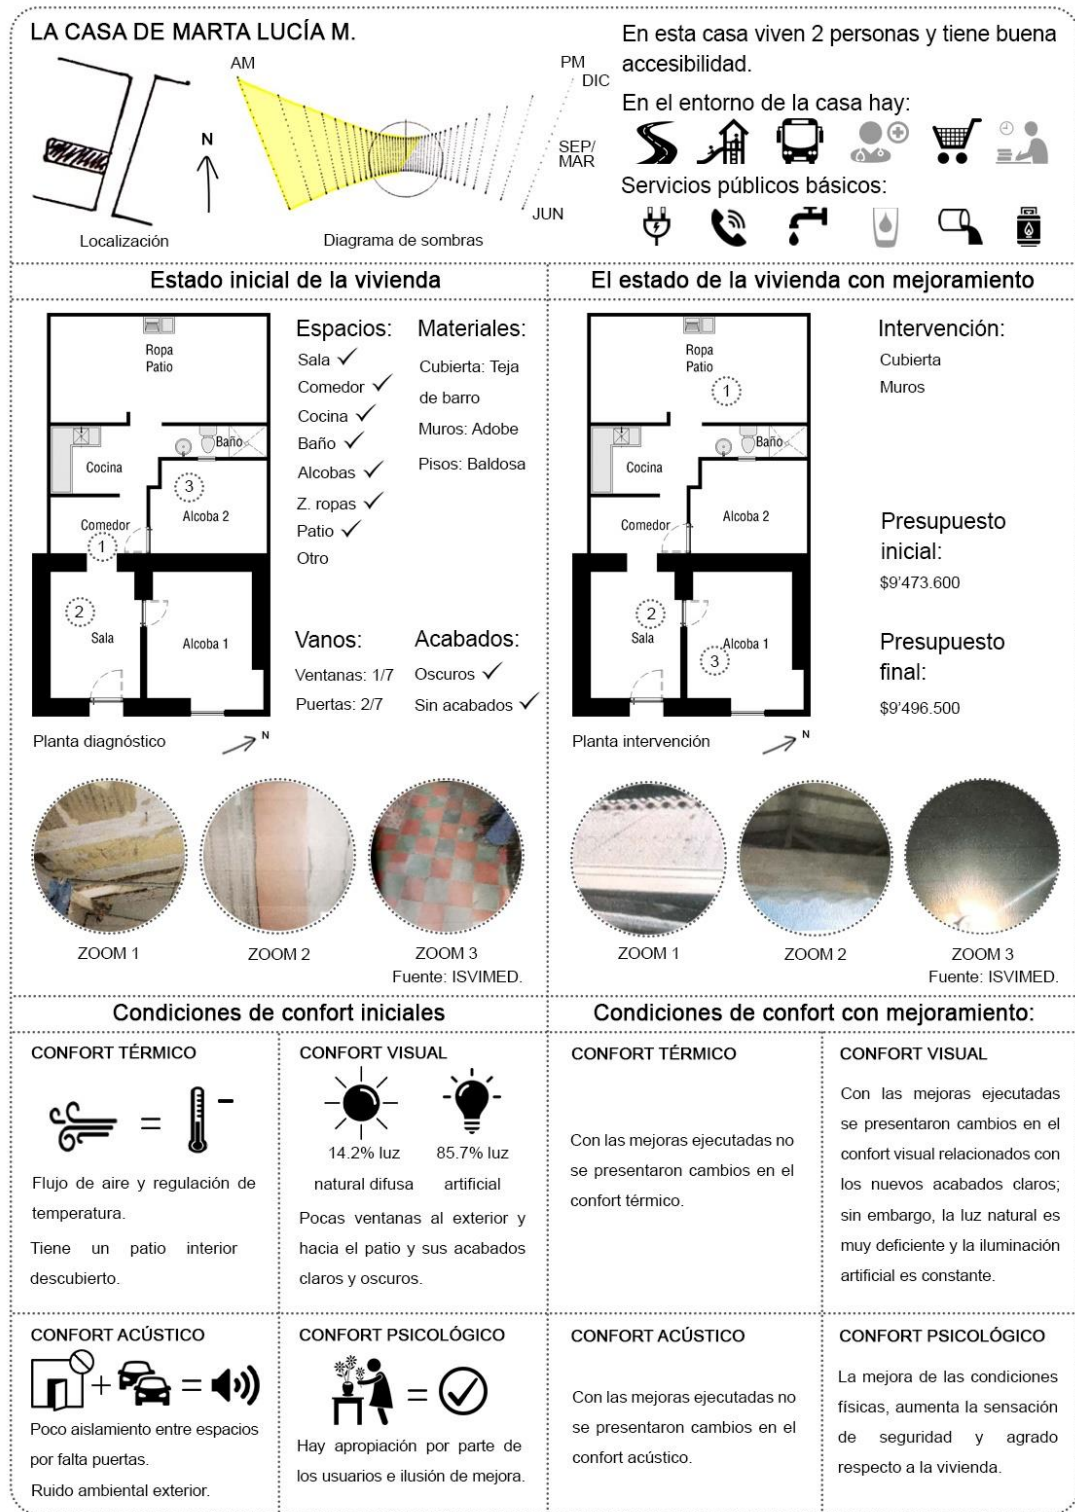 LA CASA DE MARTA LUCÍA M.
AM
PM
DIC
SEP/
MAR
JUN
N
Localización
Diagrama de sombras
En esta casa viven 2 personas y tiene buena
accesibilidad.
En el entorno de la casa hay:
Servicios públicos básicos:
Estado inicial de la vivienda
Ropa
Patio
Baño
Cocina
3
Comedor
Alcoba 2
1
2
Sala
Alcoba 1
Planta diagnóstico
N
Espacios:
Sala ✓
Comedor ✓
Cocina ✓
Baño ✓
Alcobas ✓
Z. ropas ✓
Patio ✓
Otro
Materiales:
Cubierta: Teja
de barro
Muros: Adobe
Pisos: Baldosa
Vanos:
Ventanas: 1/7
Puertas: 2/7
Acabados:
Oscuros ✓
Sin acabados ✓
ZOOM 1
ZOOM 2
ZOOM 3
Fuente: ISVIMED.
El estado de la vivienda con mejoramiento
Ropa
Patio
1
Baño
Cocina
Comedor
Alcoba 2
2
Sala
Alcoba 1
3
Planta intervención
N
Intervención:
Cubierta
Muros
Presupuesto
inicial:
$9'473.600
Presupuesto
final:
$9'496.500
ZOOM 1
ZOOM 2
ZOOM 3
Fuente: ISVIMED.
Condiciones de confort iniciales
CONFORT TÉRMICO
=
-
Flujo de aire y regulación de
temperatura.
Tiene un patio interior
descubierto.
CONFORT VISUAL
14.2% luz
natural difusa
85.7% luz
artificial
Pocas ventanas al exterior y
hacia el patio y sus acabados
claros y oscuros.
CONFORT ACÚSTICO
+ =
Poco aislamiento entre espacios
por falta puertas.
Ruido ambiental exterior.
CONFORT PSICOLÓGICO
=
Hay apropiación por parte de
los usuarios e ilusión de mejora.
Condiciones de confort con mejoramiento:
CONFORT TÉRMICO
Con las mejoras ejecutadas no
se presentaron cambios en el
confort térmico.
CONFORT VISUAL
Con las mejoras ejecutadas
se presentaron cambios en el
confort visual relacionados con
los nuevos acabados claros;
sin embargo, la luz natural es
muy deficiente y la iluminación
artificial es constante.
CONFORT ACÚSTICO
Con las mejoras ejecutadas no
se presentaron cambios en el
confort acústico.
CONFORT PSICOLÓGICO
La mejora de las condiciones
físicas, aumenta la sensación
de seguridad y agrado
respecto a la vivienda.